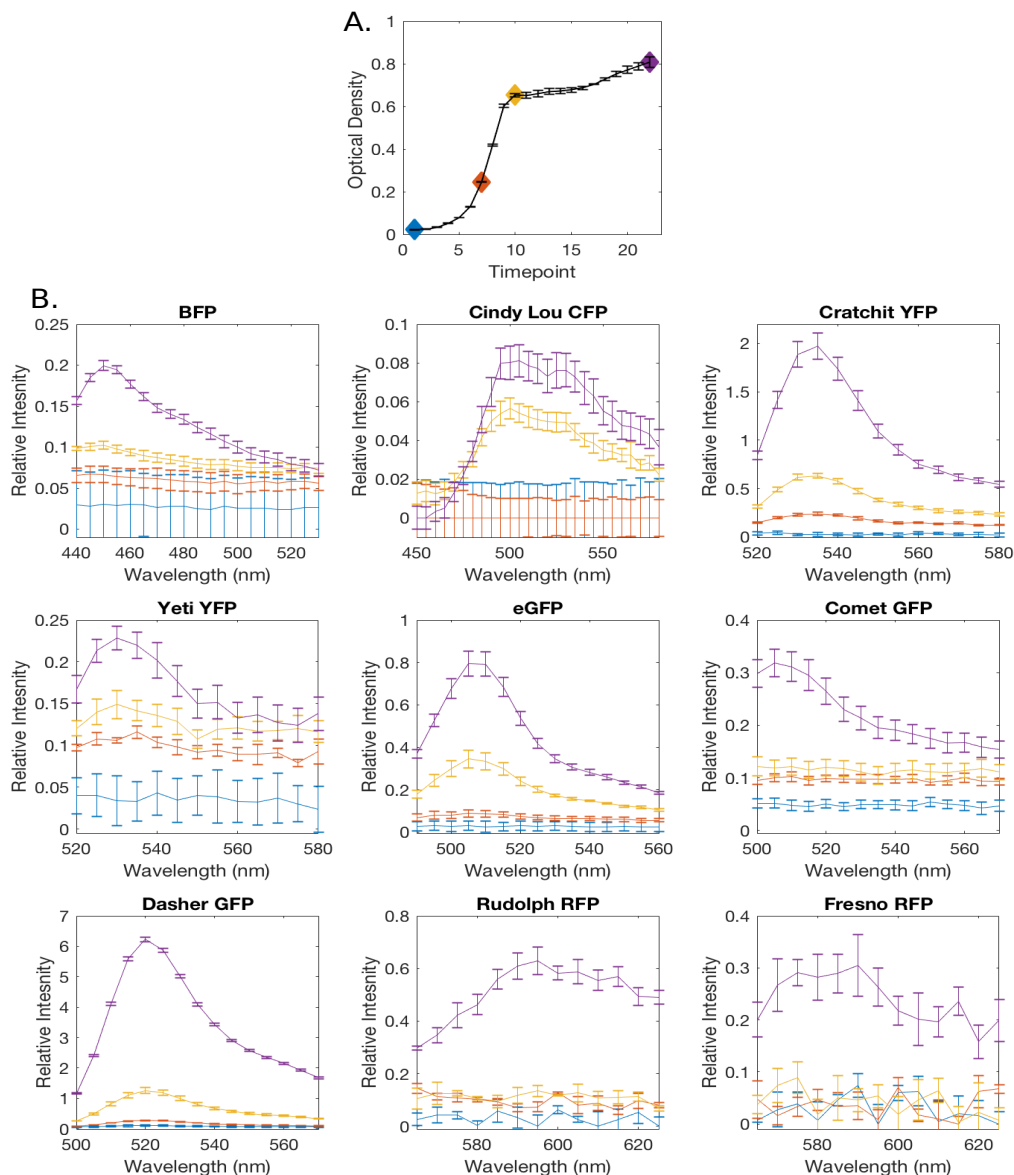 A.
1
0.8
0.6
0.4
0.2
0
Optical Density
0 5 10 15 20
Timepoint
B.
BFP
0.25
0.2
0.15
0.1
0.05
0
Relative Intesnity
440 460 480 500 520
Wavelength (nm)
Cindy Lou CFP
0.1
0.08
0.06
0.04
0.02
0
Relative Intesnity
450 500 550
Wavelength (nm)
Cratchit YFP
2
1.5
1
0.5
0
Relative Intesnity
520 540 560 580
Wavelength (nm)
Yeti YFP
0.25
0.2
0.15
0.1
0.05
0
Relative Intesnity
520 540 560 580
Wavelength (nm)
eGFP
1
0.8
0.6
0.4
0.2
0
Relative Intesnity
500 520 540 560
Wavelength (nm)
Comet GFP
0.4
0.3
0.2
0.1
0
Relative Intesnity
500 520 540 560
Wavelength (nm)
Dasher GFP
7
6
5
4
3
2
1
0
Relative Intesnity
500 520 540 560
Wavelength (nm)
Rudolph RFP
0.8
0.6
0.4
0.2
0
Relative Intesnity
580 600 620
Wavelength (nm)
Fresno RFP
0.4
0.3
0.2
0.1
0
Relative Intesnity
580 600 620
Wavelength (nm)